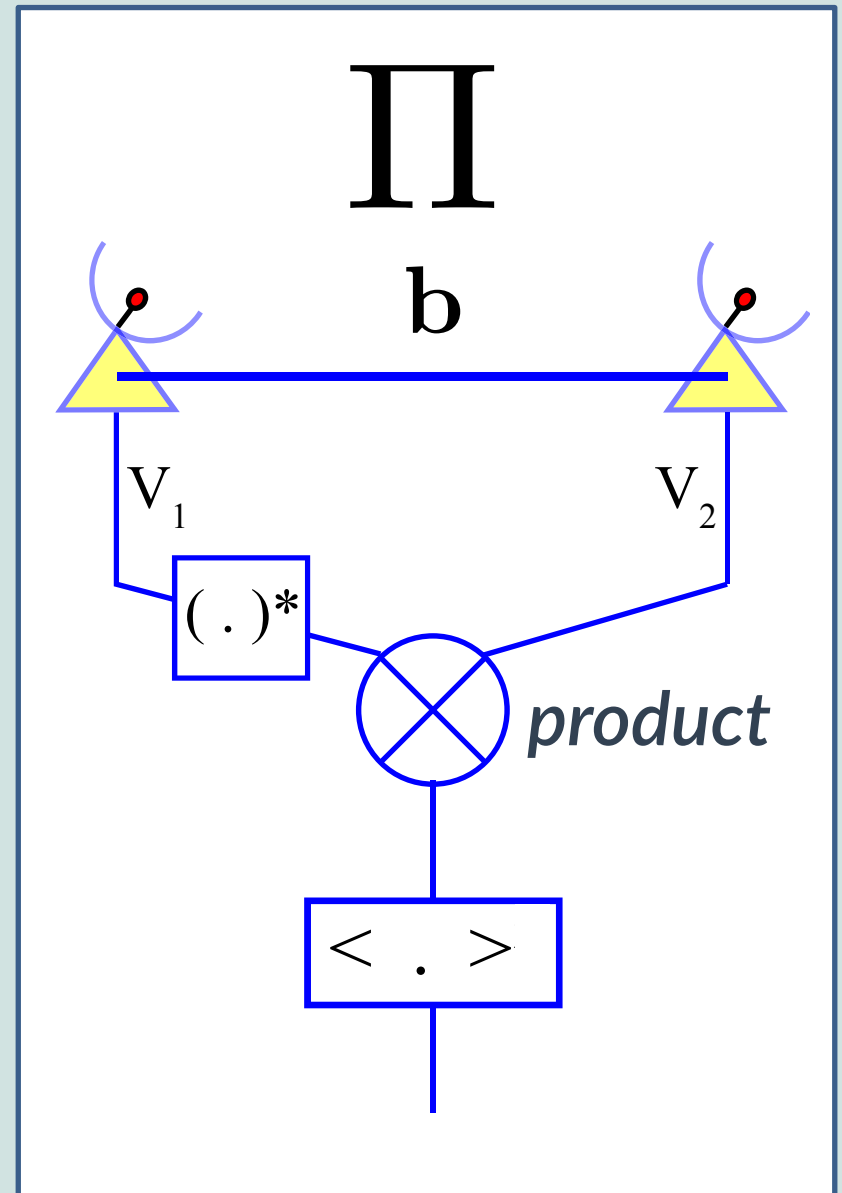 Π
b
V₁ V₂
( . )*
product
< . >